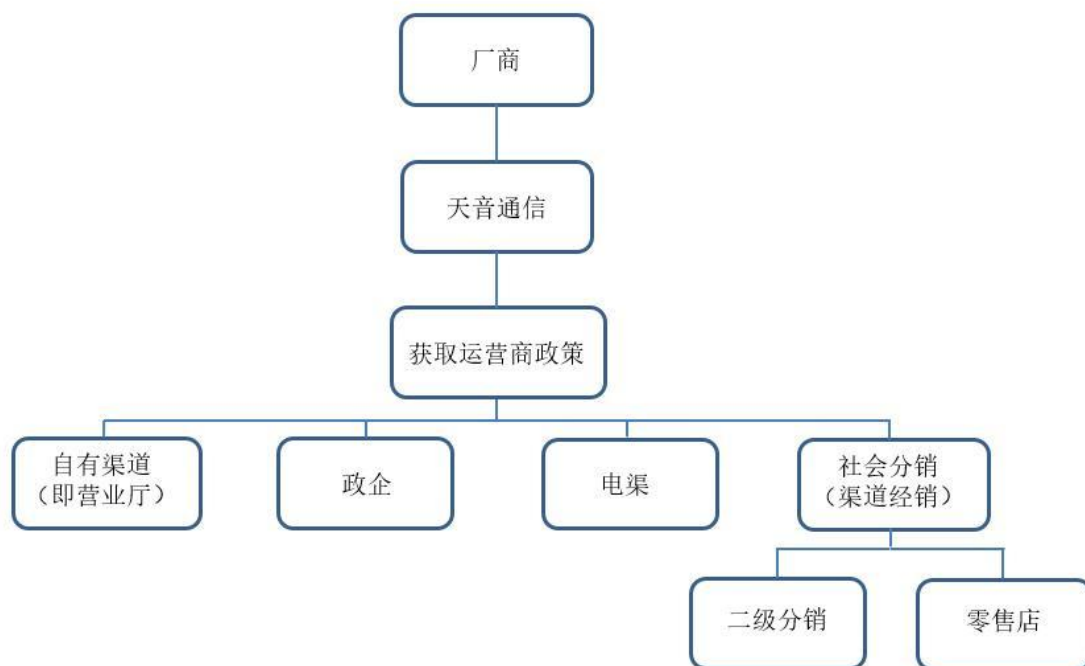 厂商
天音通信
获取运营商政策
自有渠道
（即营业厅）
政企
电渠
社会分销
（渠道经销）
二级分销
零售店